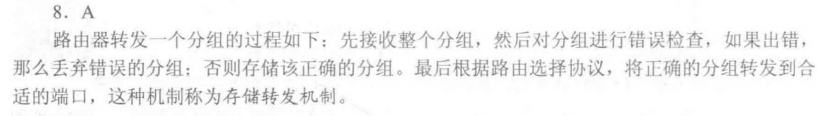 8．A
路由器转发一个分组的过程如下：先接收整个分组，然后对分组进行错误检查，如果出错，
那么丢弃错误的分组；否则存储该正确的分组。最后根据路由选择协议，将正确的分组转发到合
适的端口，这种机制称为存储转发机制。